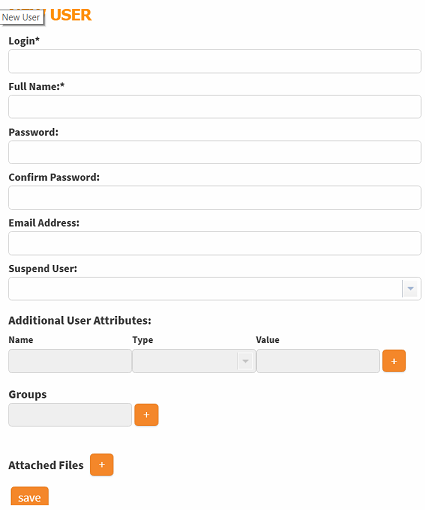 New User
USER
Login*
Full Name:*
Password:
Confirm Password:
Email Address:
Suspend User:
Additional User Attributes:
Name Type Value
+
Groups
+
Attached Files +
save